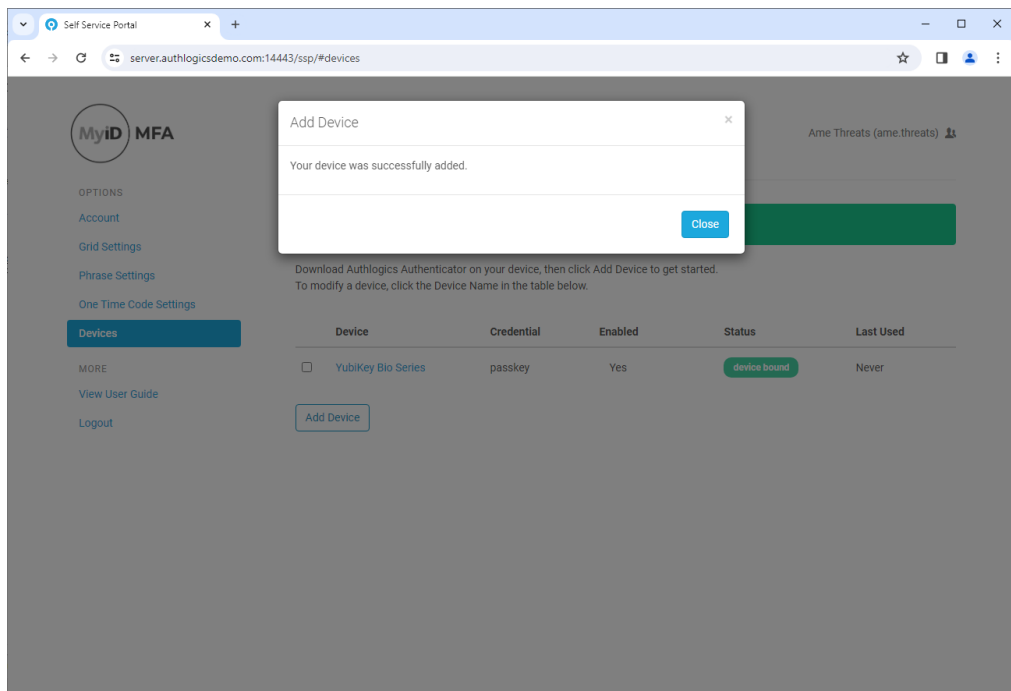 Self Service Portal
server.authlogicsdemo.com:14443/ssp/#devices
MyiD MFA
Ame Threats (ame.threats)
Add Device
×
Your device was successfully added.
Close
OPTIONS
Account
Grid Settings
Phrase Settings
One Time Code Settings
Devices
MORE
View User Guide
Logout
Download Authlogics Authenticator on your device, then click Add Device to get started.
To modify a device, click the Device Name in the table below.
Device Credential Enabled Status Last Used
YubiKey Bio Series passkey Yes device bound Never
Add Device